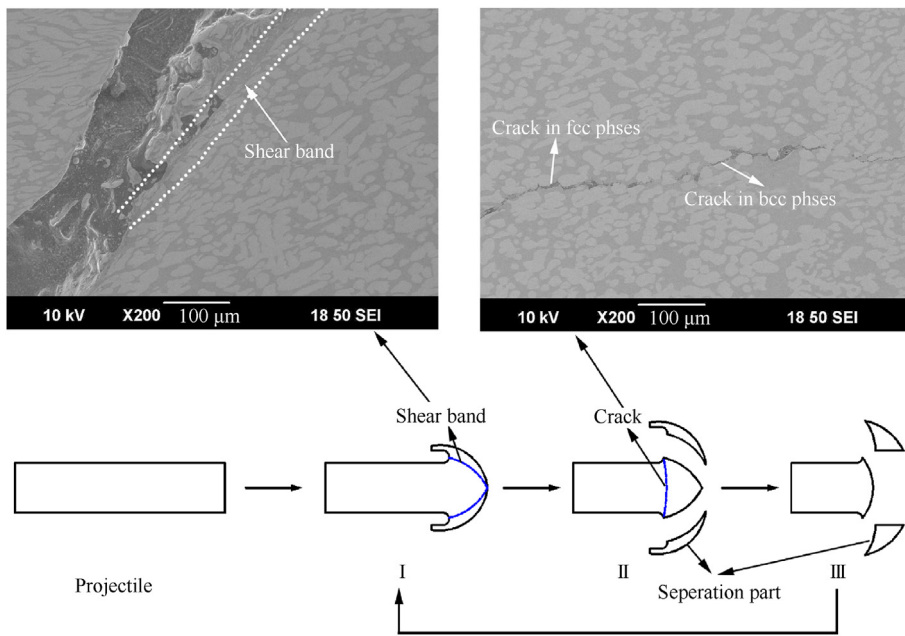 Shear band
10 kV X200 100 μm 18 50 SEI
Crack in fcc phses
Crack in bcc phses
10 kV X200 100 μm 18 50 SEI
Shear band
Crack
Projectile
I
II
III
Seperation part